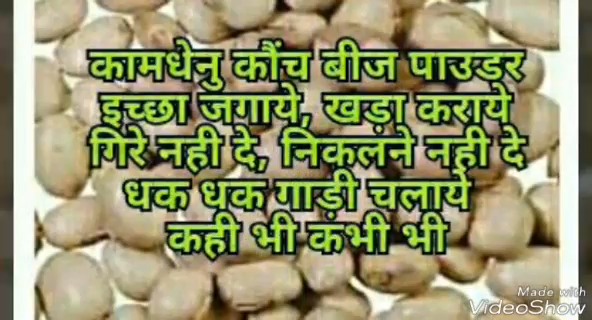 कामधेनु कौंच बीज पाउडर
इच्छा जगाये, खड़ा कराये
गिरे नही दे, निकलने नही दे
धक धक गाड़ी चलाये
कही भी कभी भी
Made with
VideoShow